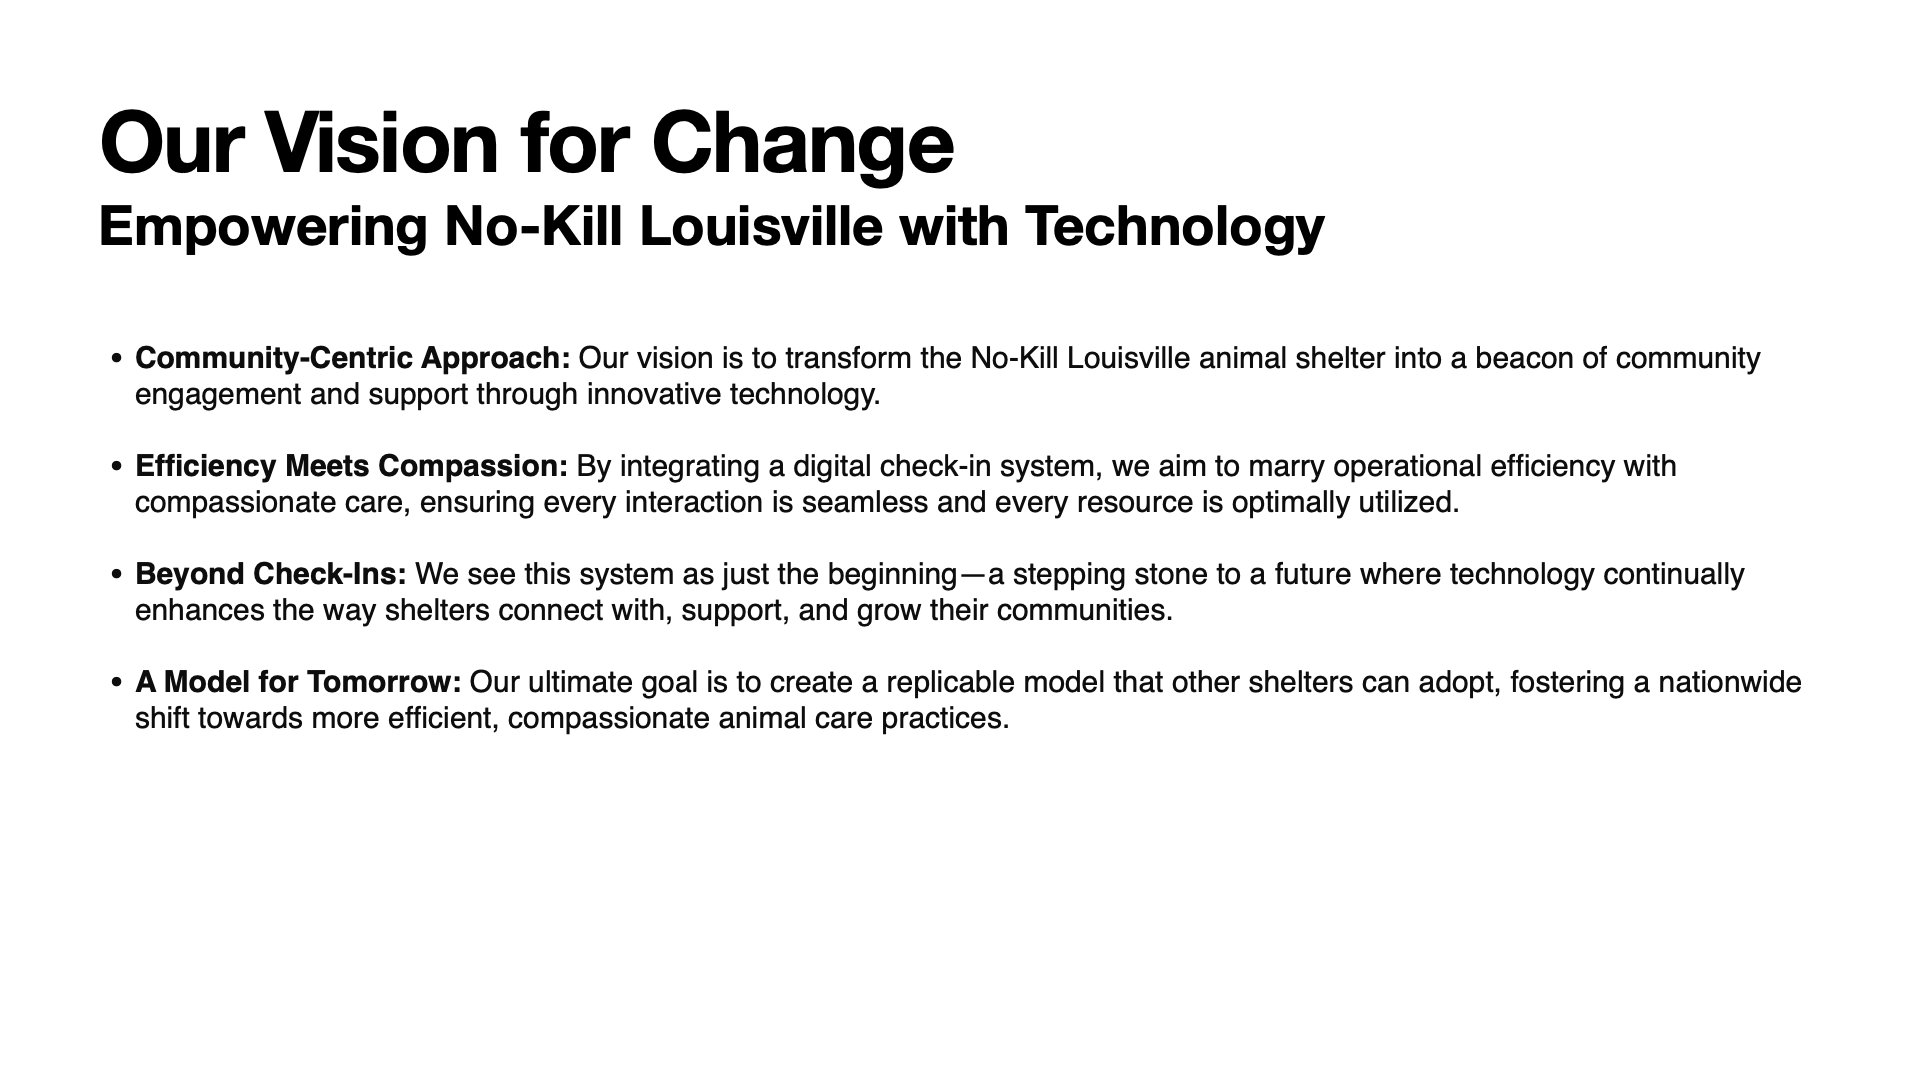 Our Vision for Change
Empowering No-Kill Louisville with Technology
• Community-Centric Approach: Our vision is to transform the No-Kill Louisville animal shelter into a beacon of community
engagement and support through innovative technology.
• Efficiency Meets Compassion: By integrating a digital check-in system, we aim to marry operational efficiency with
compassionate care, ensuring every interaction is seamless and every resource is optimally utilized.
• Beyond Check-Ins: We see this system as just the beginning—a stepping stone to a future where technology continually
enhances the way shelters connect with, support, and grow their communities.
• A Model for Tomorrow: Our ultimate goal is to create a replicable model that other shelters can adopt, fostering a nationwide
shift towards more efficient, compassionate animal care practices.